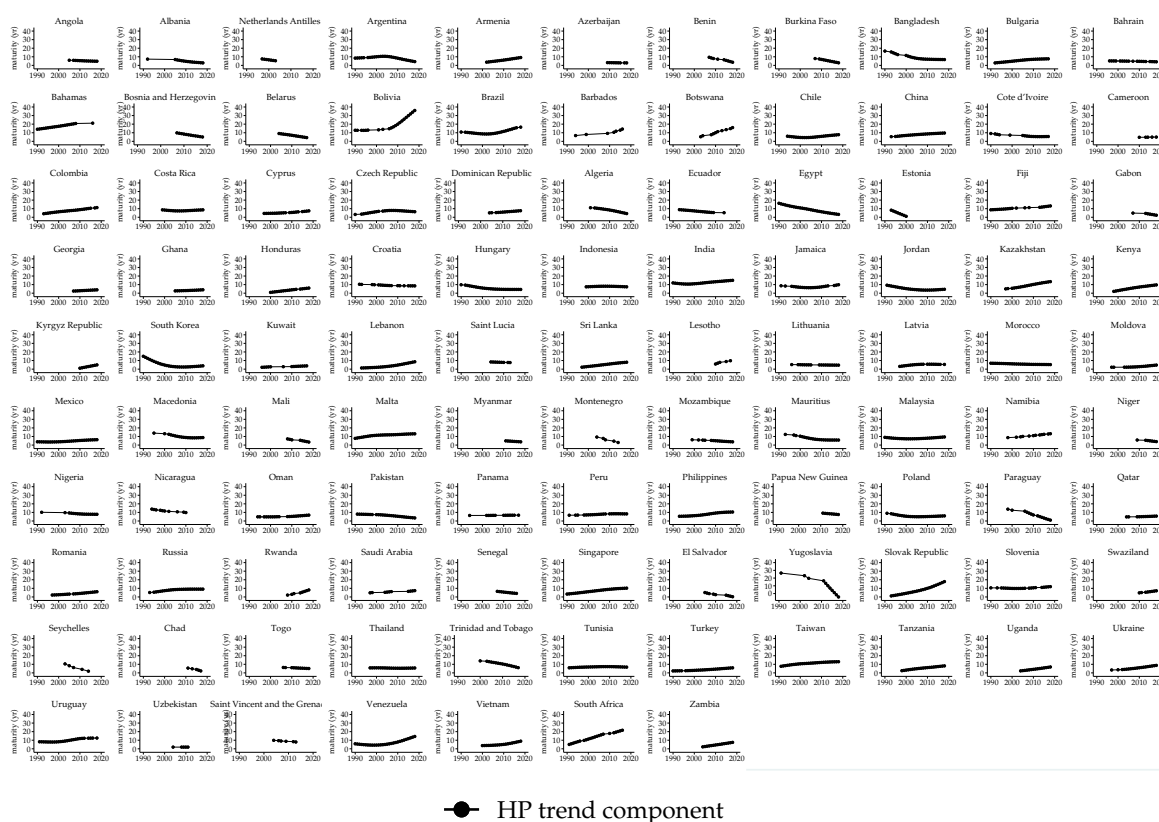 Angola Albania Netherlands Antilles Argentina Armenia Azerbaijan Benin Burkina Faso Bangladesh Bulgaria Bahrain
maturity (yr)
40
30
20
10
0
1990 2000 2010 2020
Bahamas Bosnia and Herzegovin Belarus Bolivia Brazil Barbados Botswana Chile China Cote d'Ivoire Cameroon
Colombia Costa Rica Cyprus Czech Republic Dominican Republic Algeria Ecuador Egypt Estonia Fiji Gabon
Georgia Ghana Honduras Croatia Hungary Indonesia India Jamaica Jordan Kazakhstan Kenya
Kyrgyz Republic South Korea Kuwait Lebanon Saint Lucia Sri Lanka Lesotho Lithuania Latvia Morocco Moldova
Mexico Macedonia Mali Malta Myanmar Montenegro Mozambique Mauritius Malaysia Namibia Niger
Nigeria Nicaragua Oman Pakistan Panama Peru Philippines Papua New Guinea Poland Paraguay Qatar
Romania Russia Rwanda Saudi Arabia Senegal Singapore El Salvador Yugoslavia Slovak Republic Slovenia Swaziland
Seychelles Chad Togo Thailand Trinidad and Tobago Tunisia Turkey Taiwan Tanzania Uganda Ukraine
Uruguay Uzbekistan Saint Vincent and the Grena Venezuela Vietnam South Africa Zambia
HP trend component